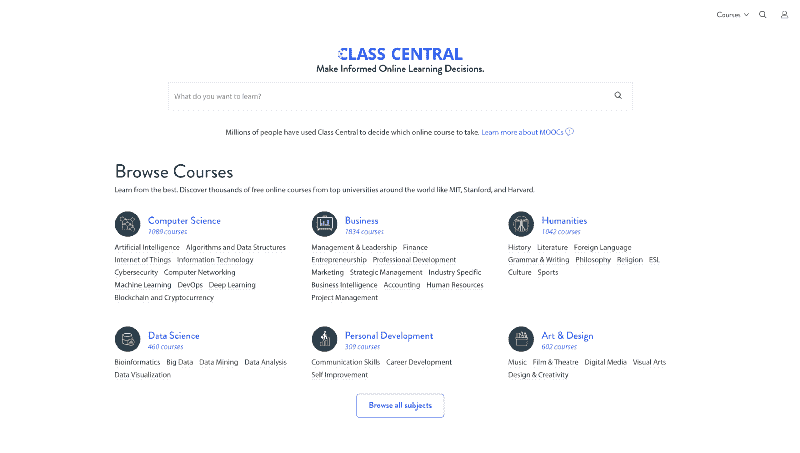 Courses
CLASS CENTRAL
Make Informed Online Learning Decisions.
What do you want to learn?
Millions of people have used Class Central to decide which online course to take. Learn more about MOOCs
Browse Courses
Learn from the best. Discover thousands of free online courses from top universities around the world like MIT, Stanford, and Harvard.
Computer Science
1089 courses
Artificial Intelligence Algorithms and Data Structures
Internet of Things Information Technology
Cybersecurity Computer Networking
Machine Learning DevOps Deep Learning
Blockchain and Cryptocurrency
Business
1834 courses
Management & Leadership Finance
Entrepreneurship Professional Development
Marketing Strategic Management Industry Specific
Business Intelligence Accounting Human Resources
Project Management
Humanities
1042 courses
History Literature Foreign Language
Grammar & Writing Philosophy Religion ESL
Culture Sports
Data Science
460 courses
Bioinformatics Big Data Data Mining Data Analysis
Data Visualization
Personal Development
309 courses
Communication Skills Career Development
Self Improvement
Art & Design
602 courses
Music Film & Theatre Digital Media Visual Arts
Design & Creativity
Browse all subjects